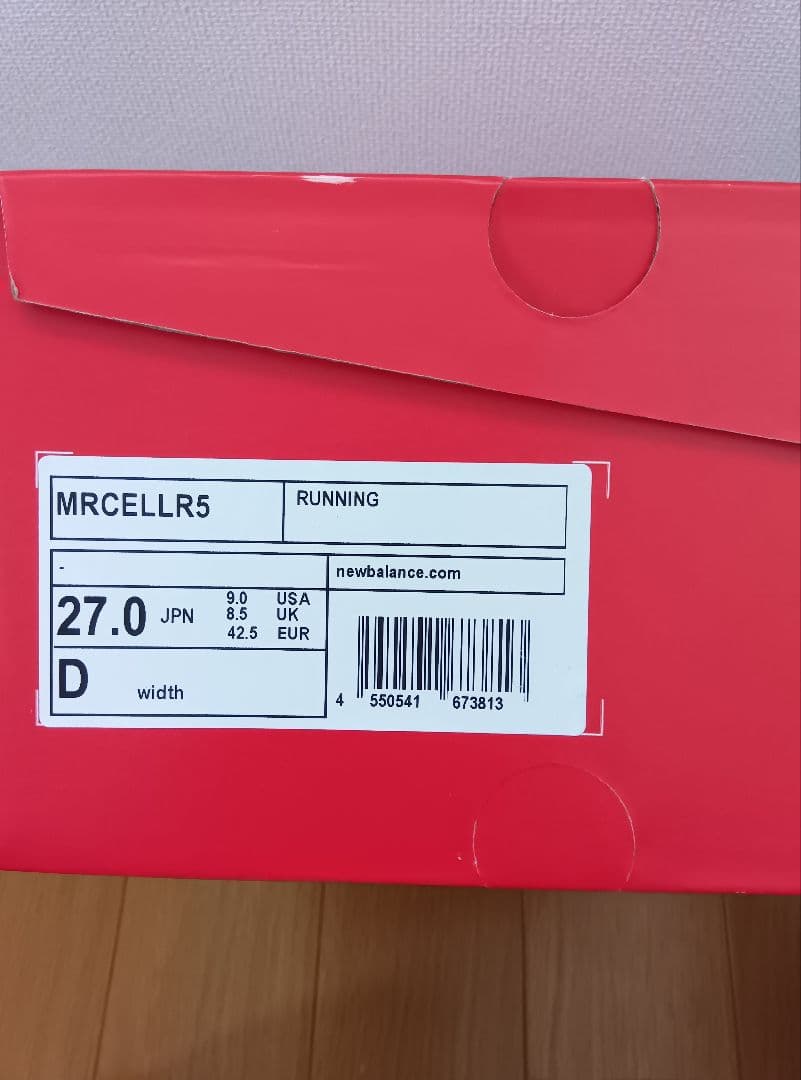 MRCELLR5
RUNNING
-
newbalance.com
27.0 JPN
9.0 USA
8.5 UK
42.5 EUR
D width
4 550541 673813